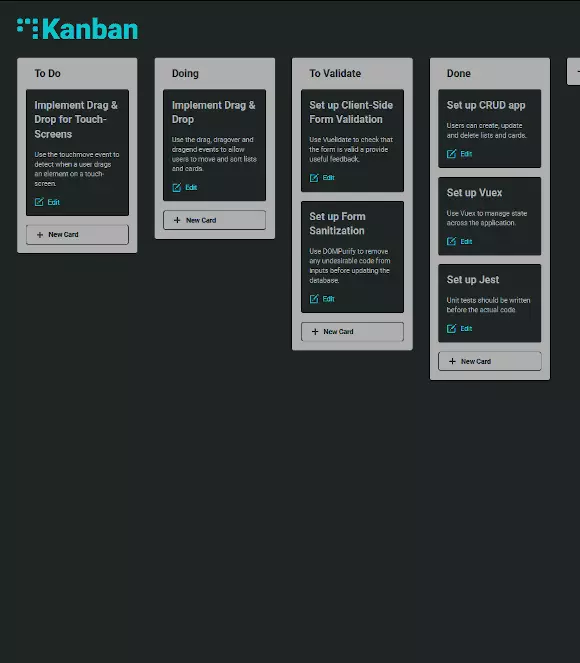 Kanban
To Do
Implement Drag &
Drop for Touch-
Screens
Use the touchmove event to
detect when a user drags
an element on a touch-
screen.
Edit
+ New Card
Doing
Implement Drag &
Drop
Use the drag, dragover and
dragend events to allow
users to move and sort lists
and cards.
Edit
+ New Card
To Validate
Set up Client-Side
Form Validation
Use Vuelidate to check that
the form is valid a provide
useful feedback.
Edit
Set up Form
Sanitization
Use DOMPurify to remove
any undesirable code from
inputs before updating the
database.
Edit
+ New Card
Done
Set up CRUD app
Users can create, update
and delete lists and cards.
Edit
Set up Vuex
Use Vuex to manage state
across the application.
Edit
Set up Jest
Unit tests should be written
before the actual code.
Edit
+ New Card